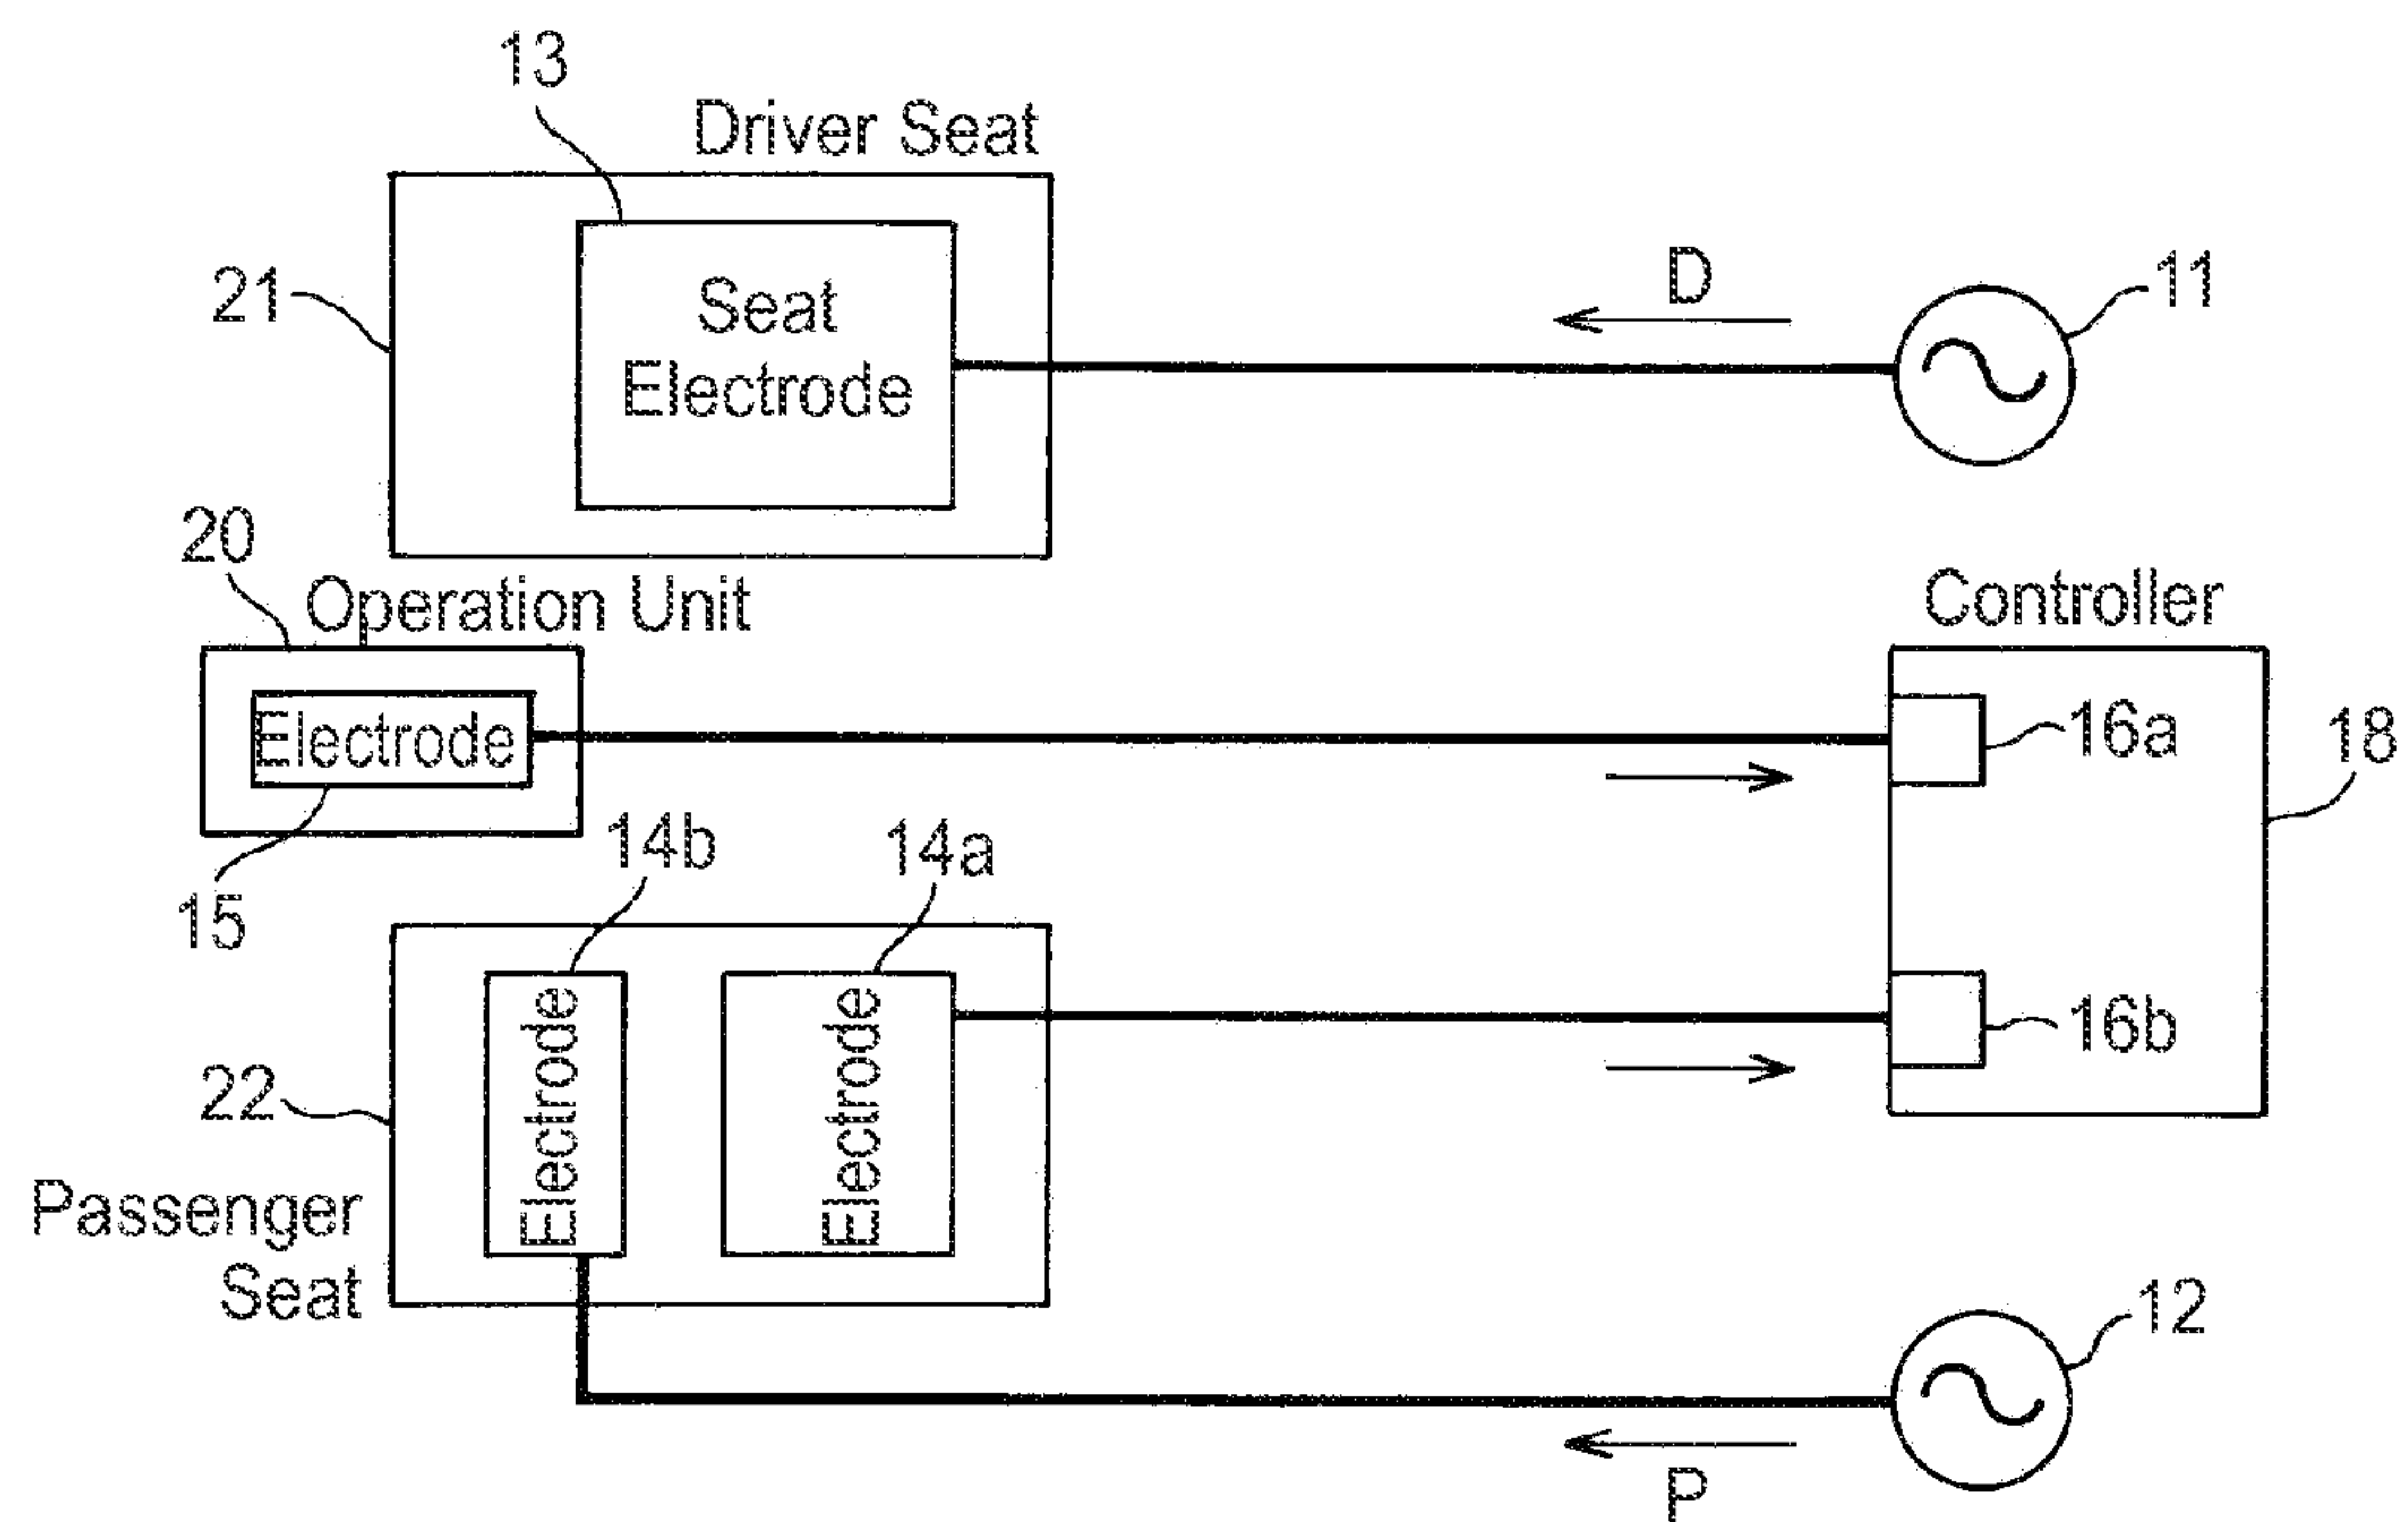 13
Driver Seat
21
Seat
Electrode
D
11
20
Operation Unit
Controller
Electrode
16a
18
15
14b
14a
Electrode
Electrode
16b
22
Passenger
Seat
12
P